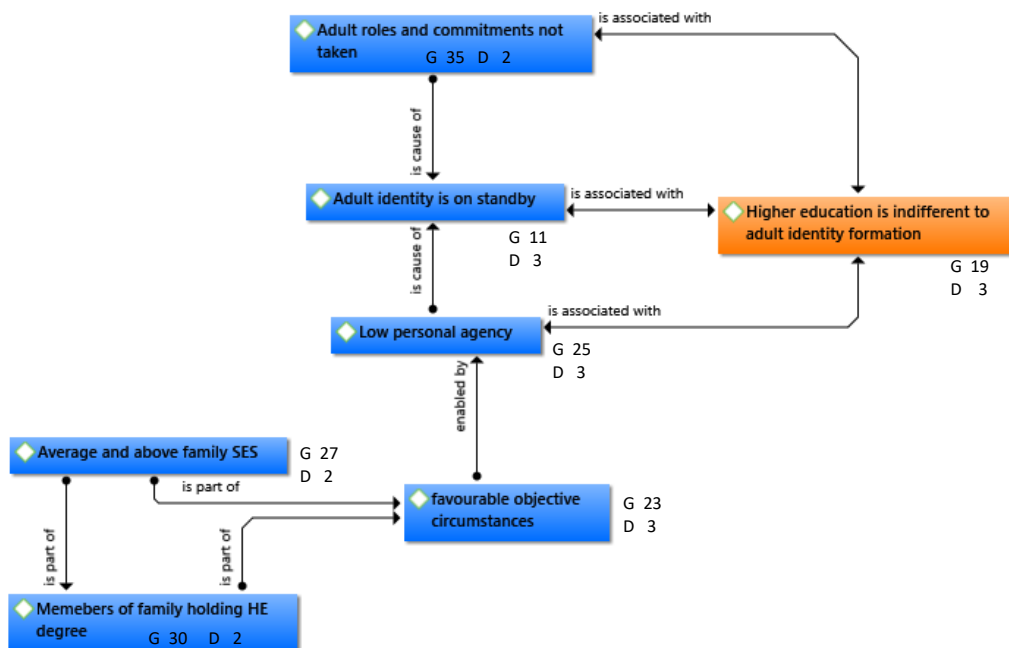 is associated with
Adult roles and commitments not
taken
G 35 D 2
is cause of
Adult identity is on standby
is associated with
G 11
D 3
Higher education is indifferent to
adult identity formation
G 19
D 3
is cause of
is associated with
Low personal agency
G 25
D 3
enabled by
Average and above family SES
G 27
D 2
is part of
favourable objective
circumstances
G 23
D 3
is part of
is part of
Memebers of family holding HE
degree
G 30 D 2